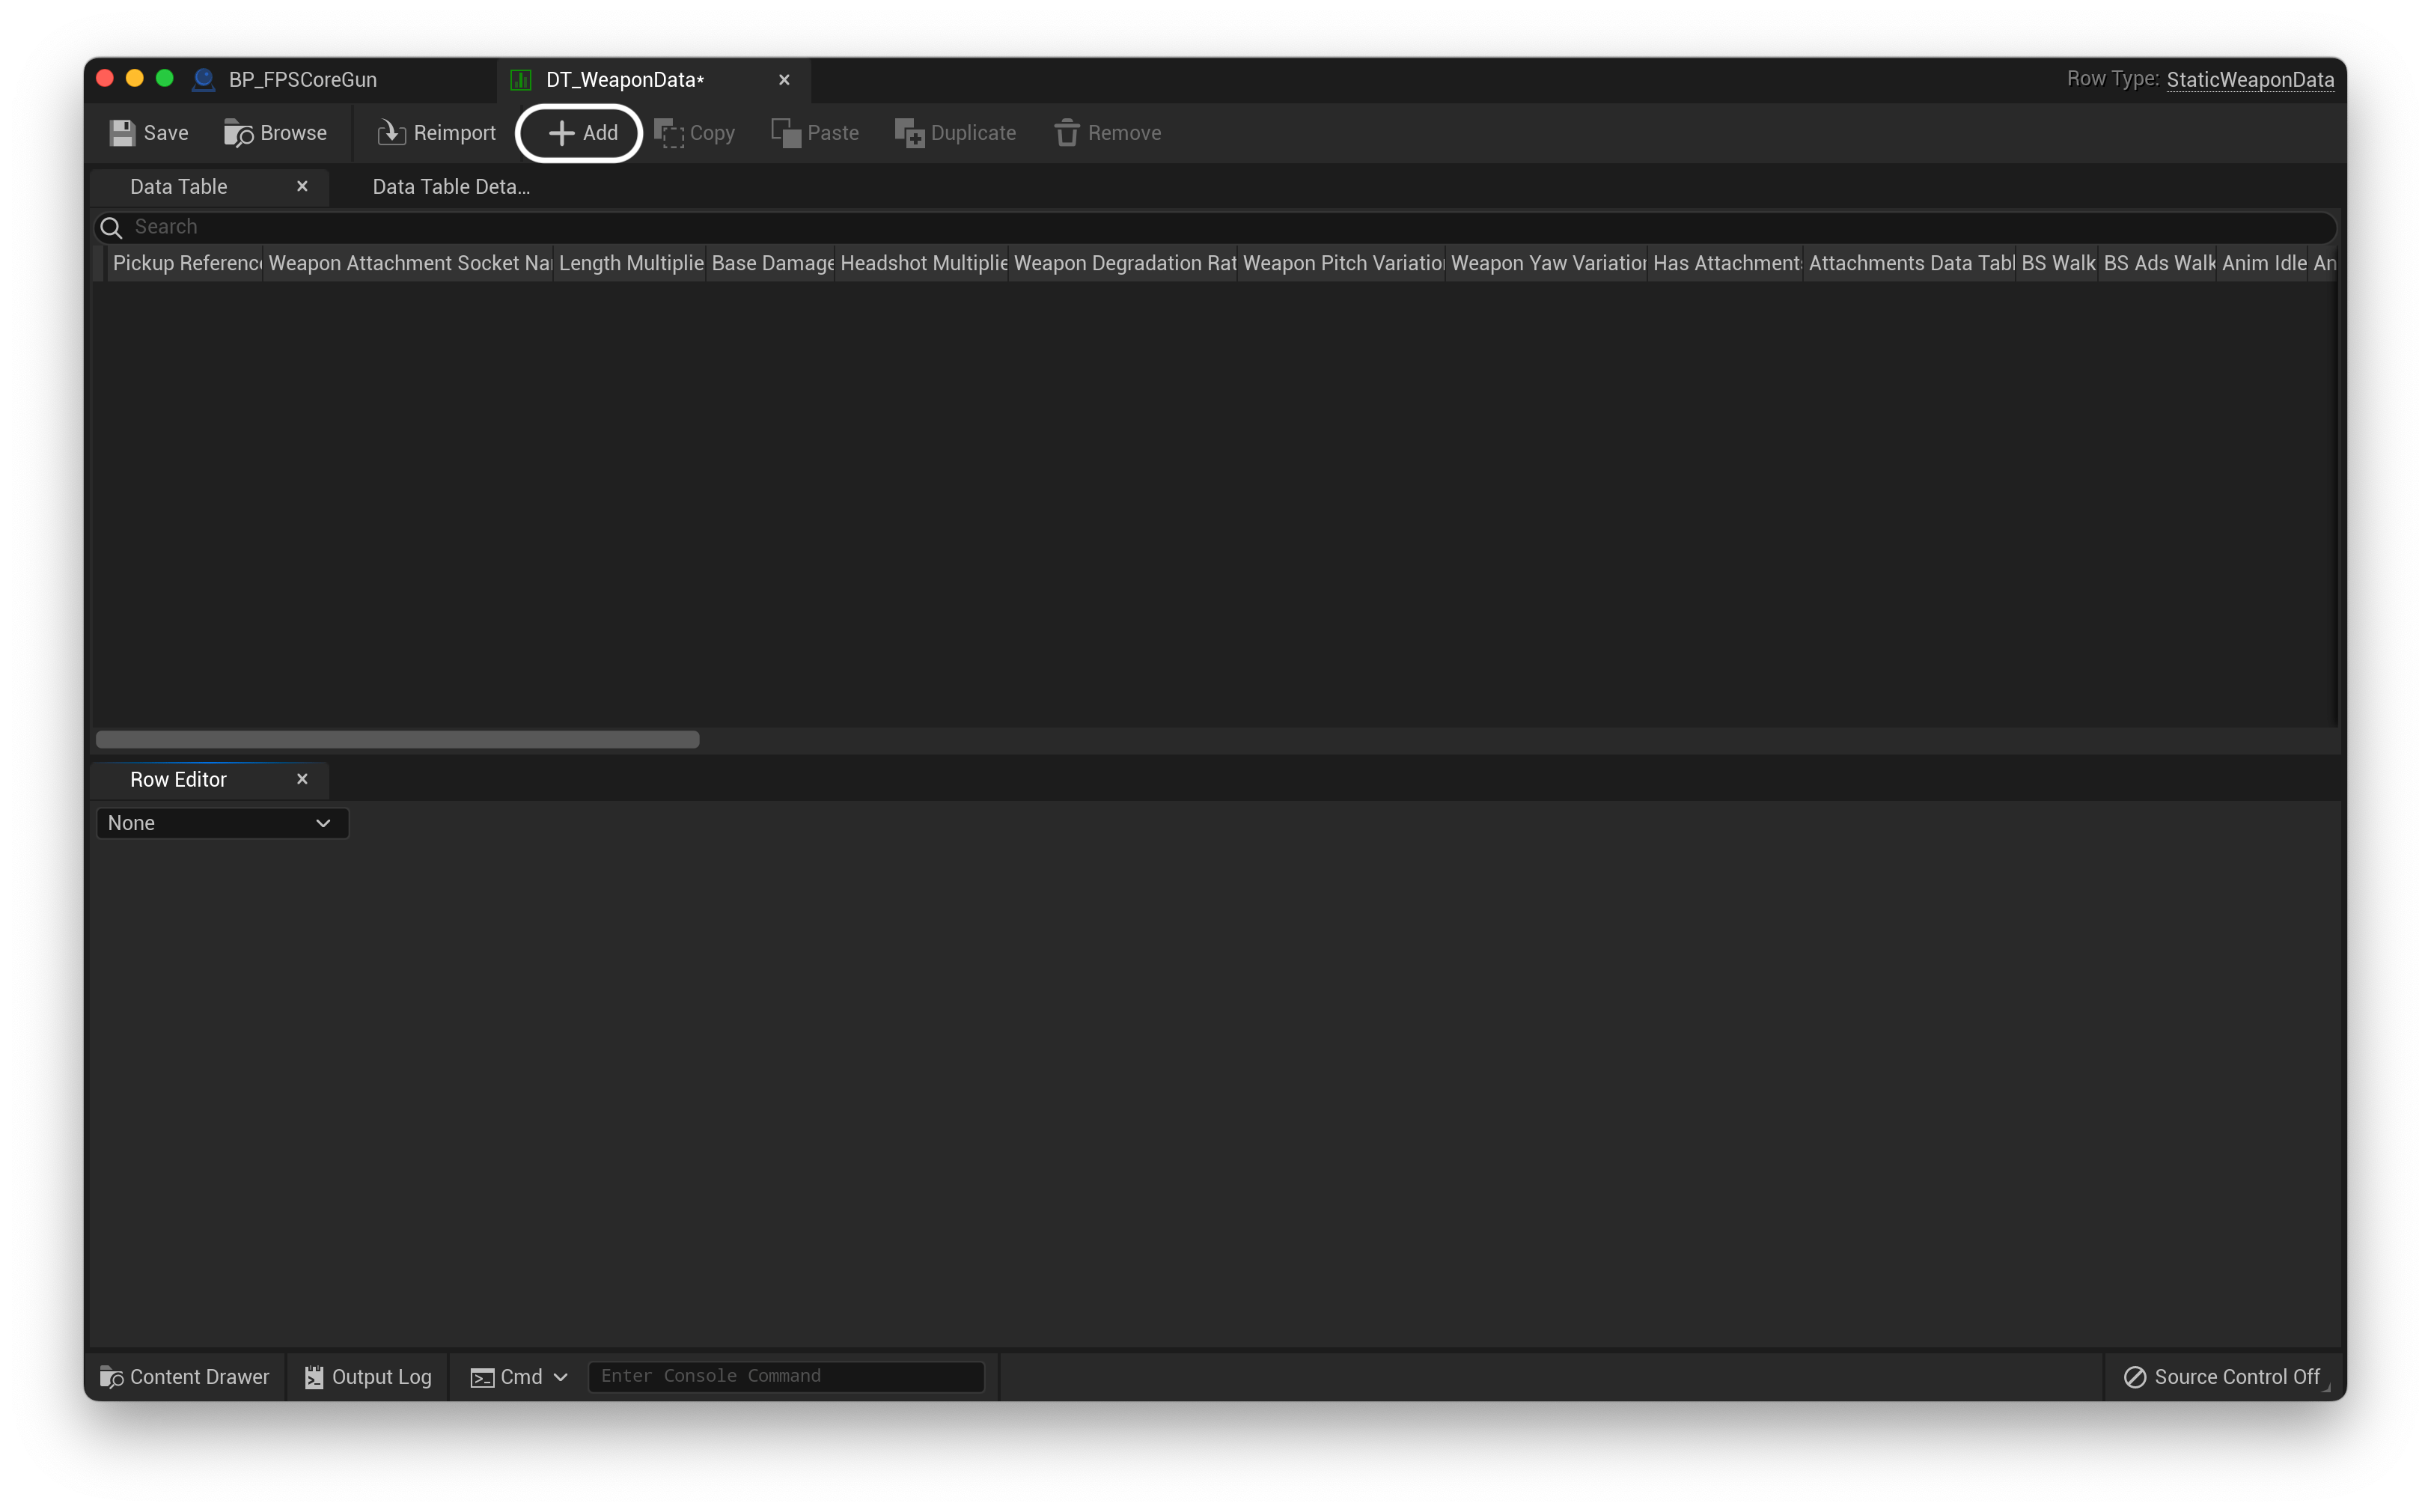 BP_FPSCoreGun DT_WeaponData* Row Type: StaticWeaponData
Save Browse Reimport Add Copy Paste Duplicate Remove
Data Table Data Table Deta...
Search
Pickup Referenc Weapon Attachment Socket Na Length Multiplie Base Damage Headshot Multiplie Weapon Degradation Rat Weapon Pitch Variatio Weapon Yaw Variation Has Attachments Attachments Data Tabl BS Walk BS Ads Walk Anim Idle An
Row Editor
None
Content Drawer Output Log Cmd Enter Console Command Source Control Off